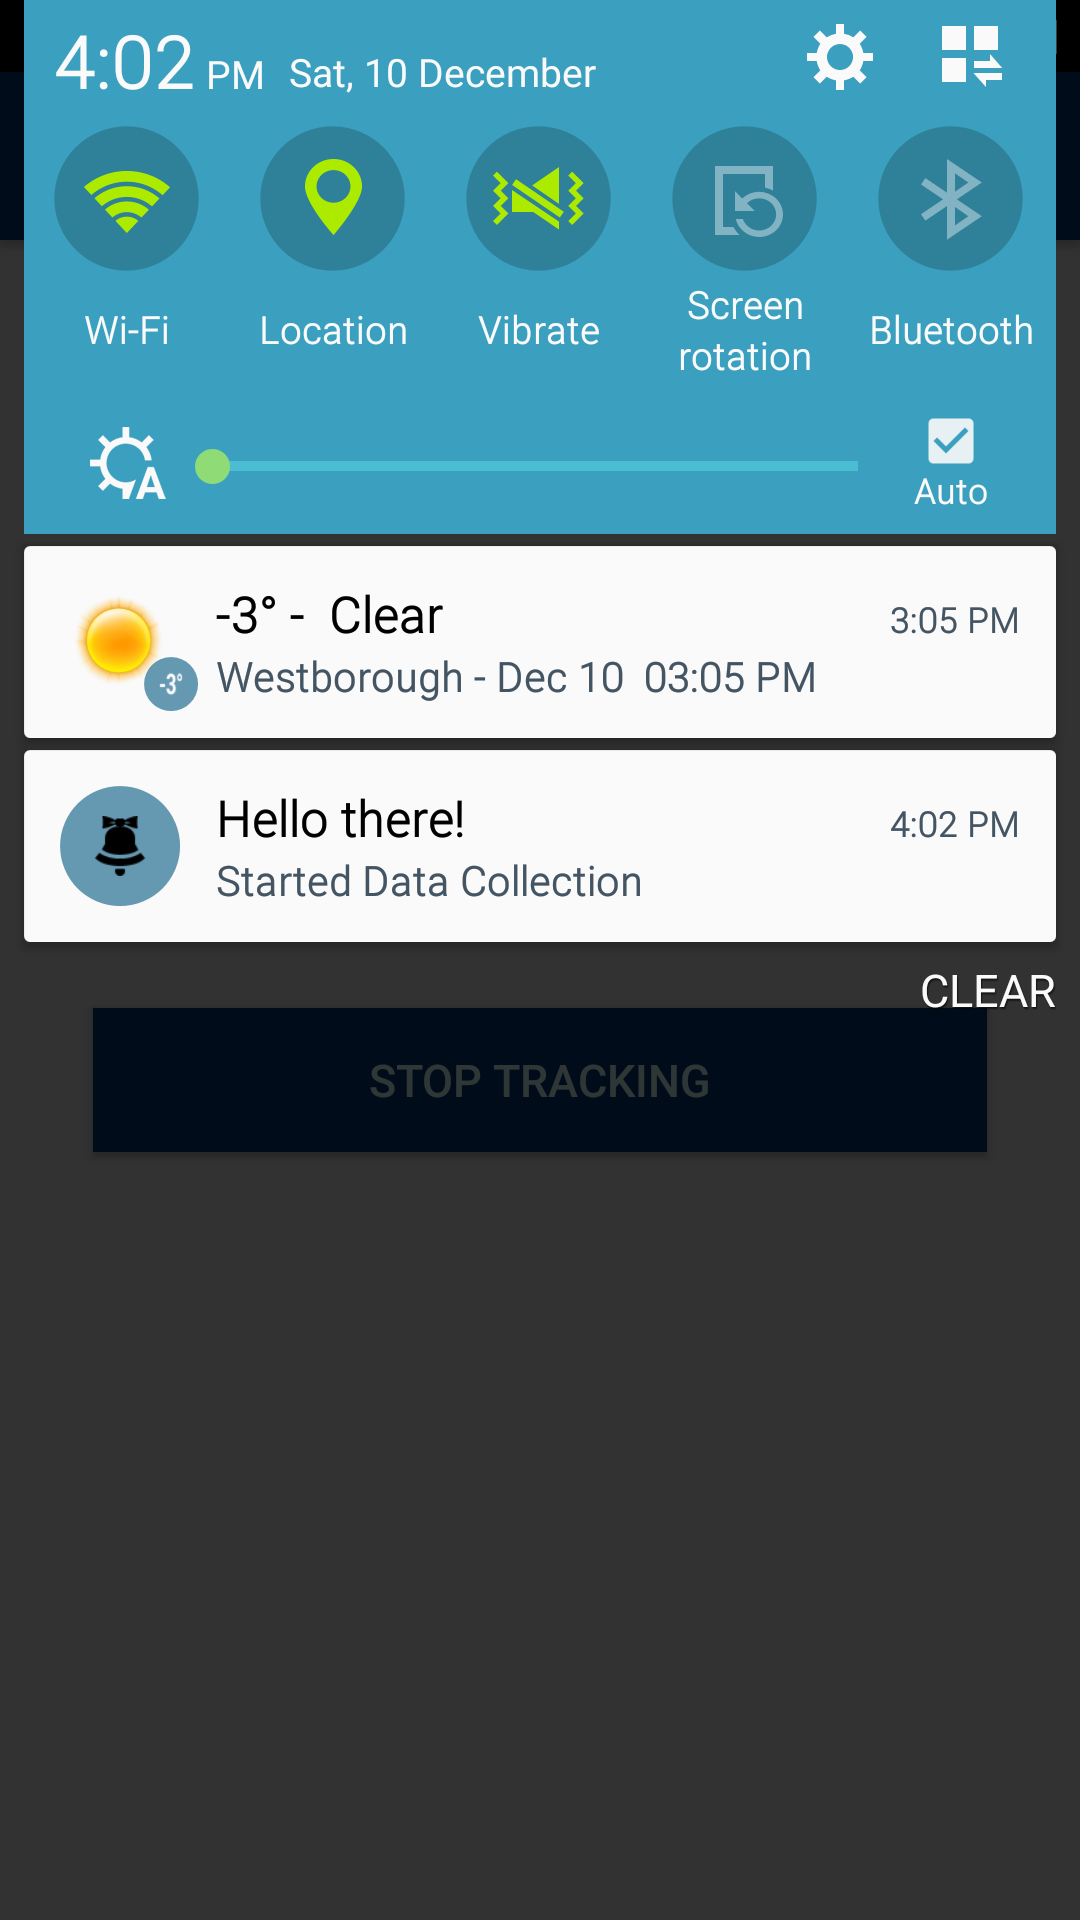 4:02 PM Sat, 10 December
Wi-Fi Location Vibrate Screen rotation Bluetooth
A
Auto
-3° - Clear 3:05 PM
-3° Westborough - Dec 10 03:05 PM
Hello there! 4:02 PM
Started Data Collection
CLEAR
STOP TRACKING